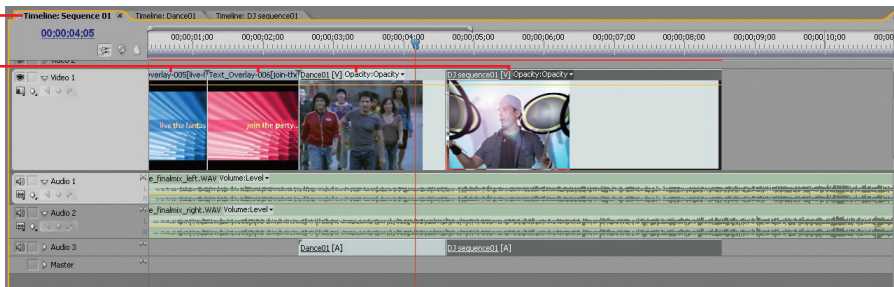 Timeline: Sequence 01 × Timeline: Dance01 Timeline: DJ sequence01
00;00;04;05
00;00;01;00 00;00;02;00 00;00;03;00 00;00;04;00 00;00;05;00 00;00;06;00 00;00;07;00 00;00;08;00 00;00;09;00 00;00;10;00 00;00
Video 2
Video 1
verlay-005[live-t Text_Overlay-006[join-the Dance01 [V] Opacity:Opacity DJ sequence01 [V] Opacity:Opacity
live the fantas join the party..
Audio 1
e_finalmix_left.WAV Volume:Level
L
R
Audio 2
e_finalmix_right.WAV Volume:Level
L
R
Audio 3
Dance01 [A] DJ sequence01 [A]
Master